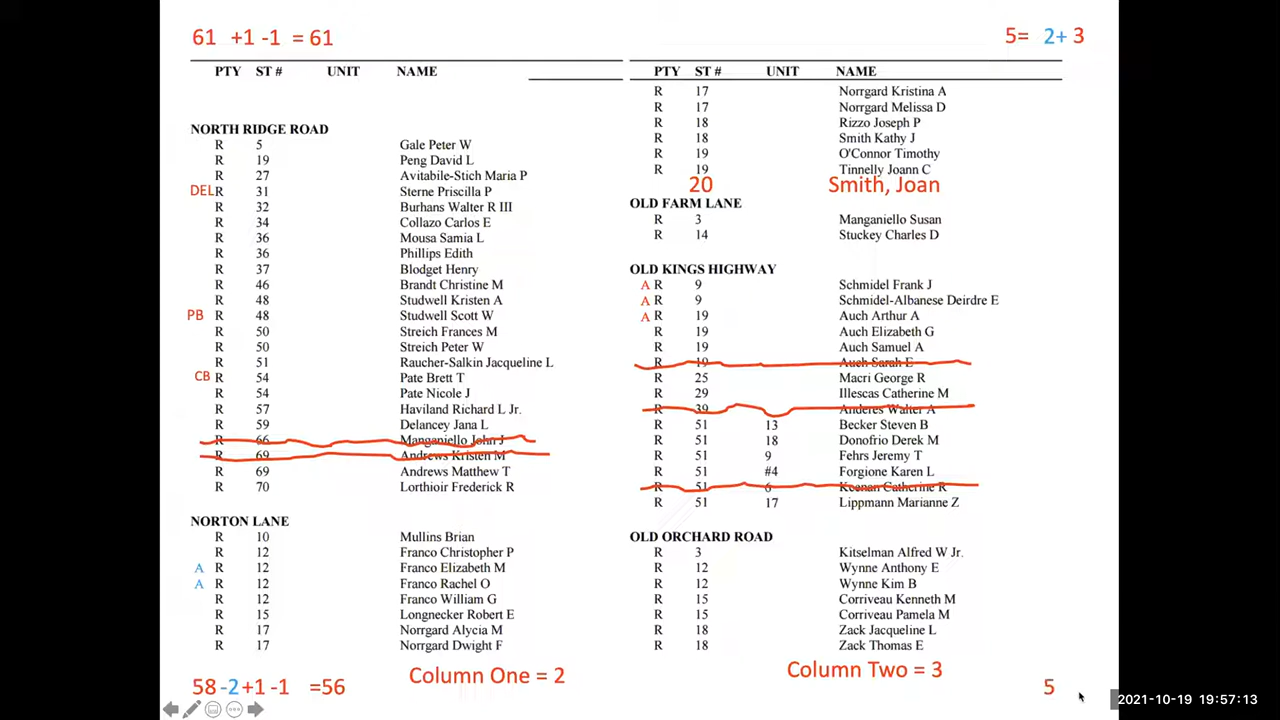 61 +1 -1 = 61
5= 2+ 3
PTY ST # UNIT NAME
NORTH RIDGE ROAD
R 5 Gale Peter W
R 19 Peng David L
R 27 Avitabile-Stich Maria P
DEL R 31 Sterne Priscilla P
R 32 Burhans Walter R III
R 34 Collazo Carlos E
R 36 Mousa Samia L
R 36 Phillips Edith
R 37 Blodget Henry
R 46 Brandt Christine M
R 48 Studwell Kristen A
PB R 48 Studwell Scott W
R 50 Streich Frances M
R 50 Streich Peter W
R 51 Raucher-Salkin Jacqueline L
CB R 54 Pate Brett T
R 54 Pate Nicole J
R 57 Haviland Richard L Jr.
R 59 Delancey Jana L
R 66 Manganiello John J
R 69 Andrews Kristen M
R 69 Andrews Matthew T
R 70 Lorthioir Frederick R
NORTON LANE
R 10 Mullins Brian
R 12 Franco Christopher P
A R 12 Franco Elizabeth M
A R 12 Franco Rachel O
R 12 Franco William G
R 15 Longnecker Robert E
R 17 Norrgard Alycia M
R 17 Norrgard Dwight F
Column One = 2
58 -2 +1 -1 =56
PTY ST # UNIT NAME
R 17 Norrgard Kristina A
R 17 Norrgard Melissa D
R 18 Rizzo Joseph P
R 18 Smith Kathy J
R 19 O'Connor Timothy
R 19 Tinnelly Joann C
20 Smith, Joan
OLD FARM LANE
R 3 Manganiello Susan
R 14 Stuckey Charles D
OLD KINGS HIGHWAY
A R 9 Schmidel Frank J
A R 9 Schmidel-Albanese Deirdre E
A R 19 Auch Arthur A
R 19 Auch Elizabeth G
R 19 Auch Samuel A
R 19 Auch Sarah E
R 25 Macri George R
R 29 Illescas Catherine M
R 39 Anderes Walter A
R 51 13 Becker Steven B
R 51 18 Donofrio Derek M
R 51 9 Fehrs Jeremy T
R 51 #4 Forgione Karen L
R 51 6 Keenan Catherine R
R 51 17 Lippmann Marianne Z
OLD ORCHARD ROAD
R 3 Kitselman Alfred W Jr.
R 12 Wynne Anthony E
R 12 Wynne Kim B
R 15 Corriveau Kenneth M
R 15 Corriveau Pamela M
R 18 Zack Jacqueline L
R 18 Zack Thomas E
Column Two = 3
5
2021-10-19 19:57:13